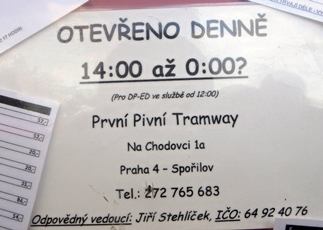 OTEVŘENO DENNĚ
14:00 až 0:00?
(Pro DP-ED ve službě od 12:00)
První Pivní Tramway
Na Chodovci 1a
Praha 4 - Spořilov
Tel.: 272 765 683
Odpovědný vedoucí: Jiří Stehlíček, IČO: 64 92 40 76